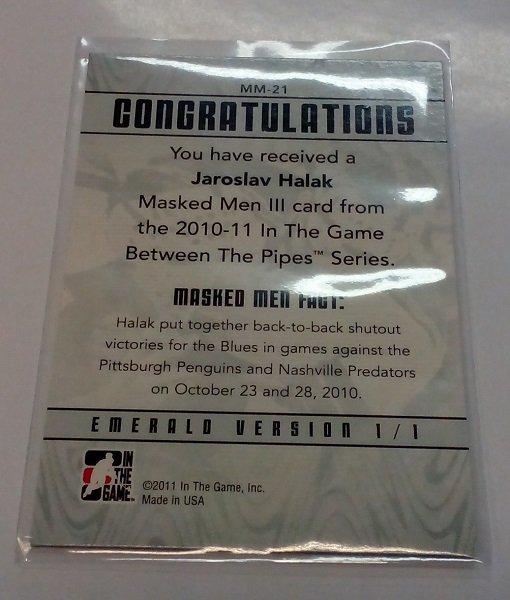 MM-21
CONGRATULATIONS
You have received a
Jaroslav Halak
Masked Men III card from
the 2010-11 In The Game
Between The Pipes™ Series.
MASKED MEN FACT:
Halak put together back-to-back shutout
victories for the Blues in games against the
Pittsburgh Penguins and Nashville Predators
on October 23 and 28, 2010.
EMERALD VERSION 1/1
IN
THE
GAME
©2011 In The Game, Inc.
Made in USA